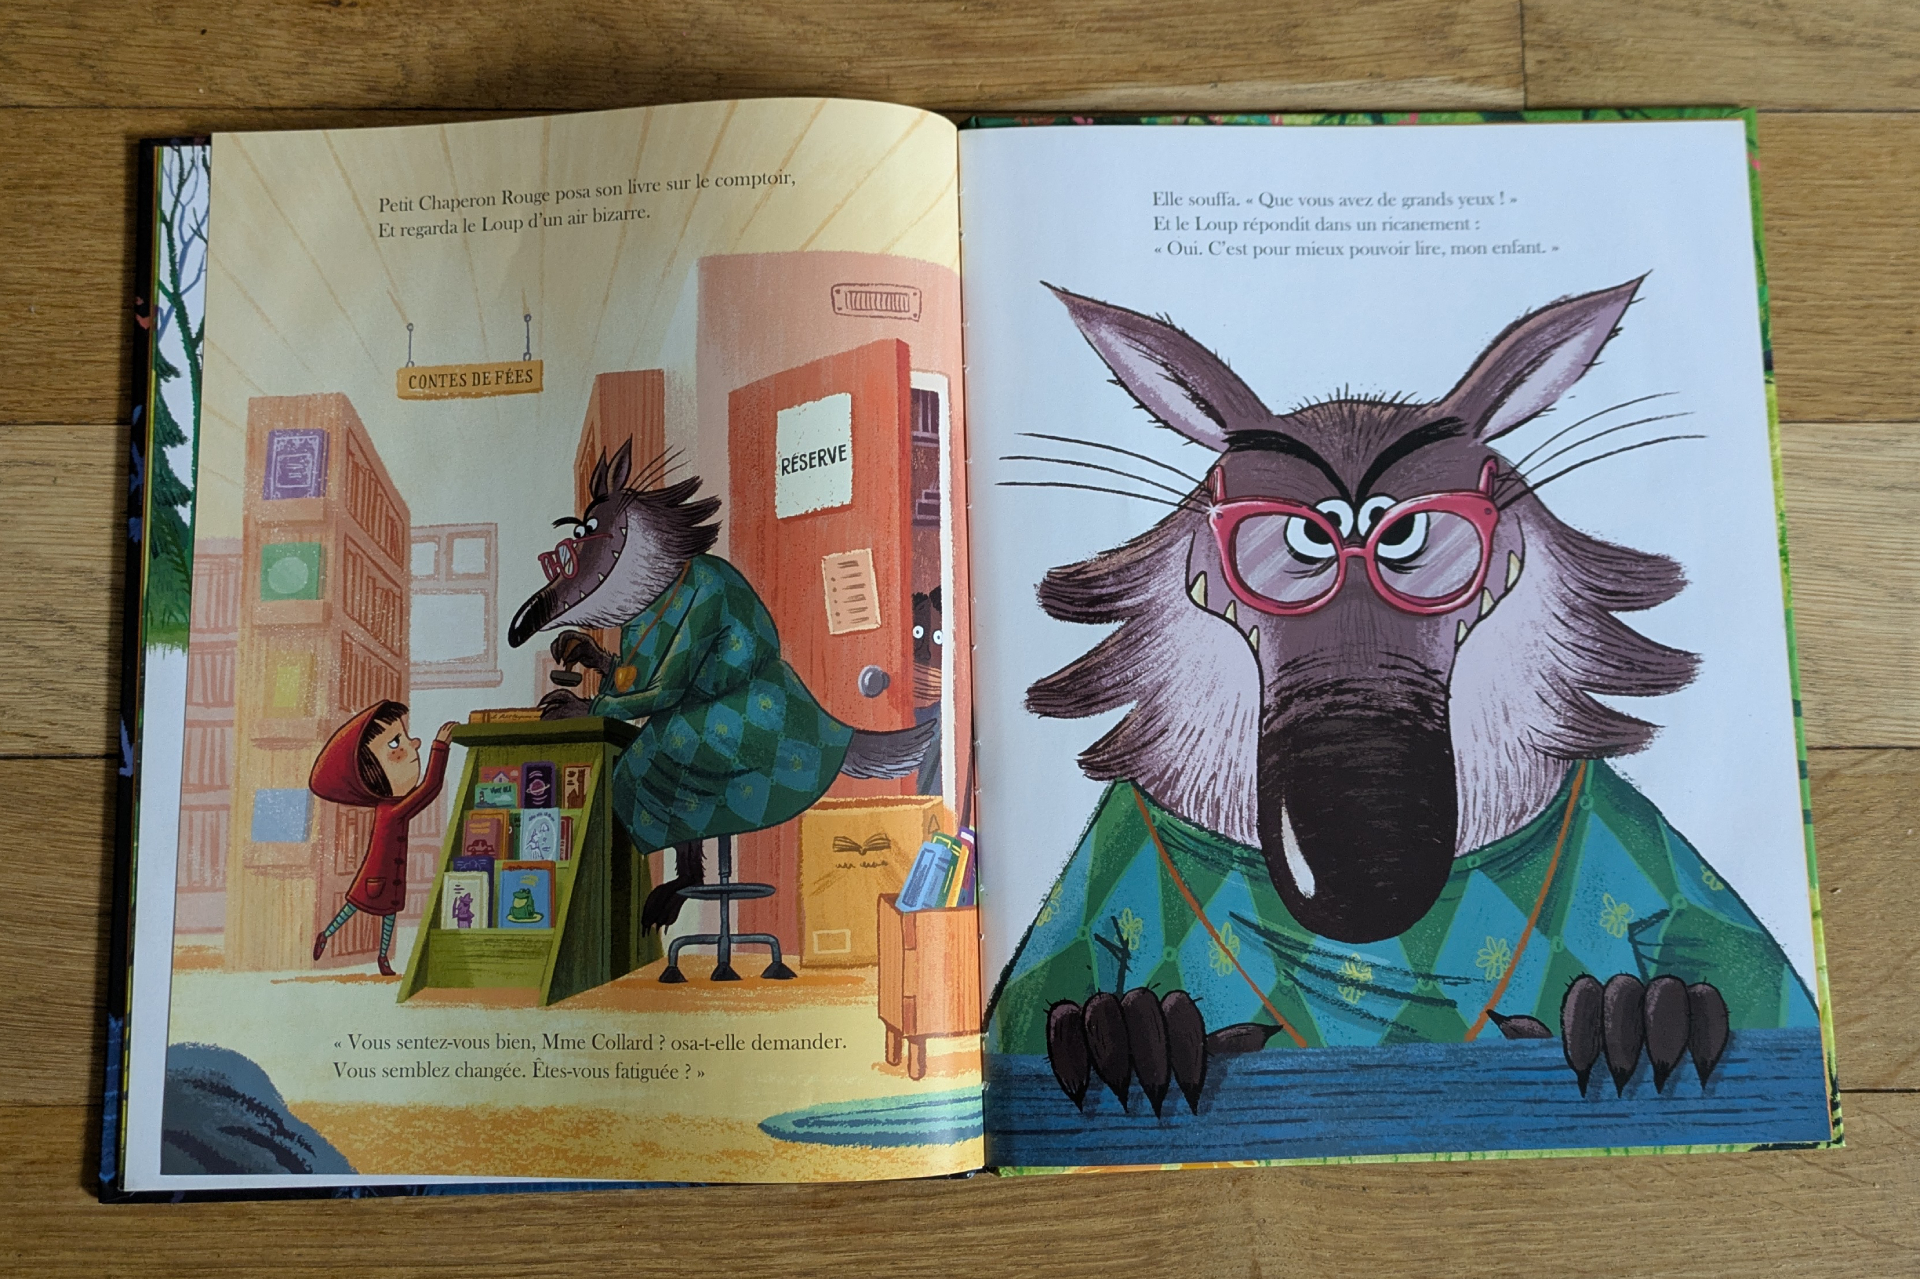 Petit Chaperon Rouge posa son livre sur le comptoir,
Et regarda le Loup d'un air bizarre.
CONTES DE FÉES
RÉSERVE
« Vous sentez-vous bien, Mme Collard ? osa-t-elle demander.
Vous semblez changée. Êtes-vous fatiguée ? »
Elle souffla. « Que vous avez de grands yeux ! »
Et le Loup répondit dans un ricanement :
« Oui. C'est pour mieux pouvoir lire, mon enfant. »